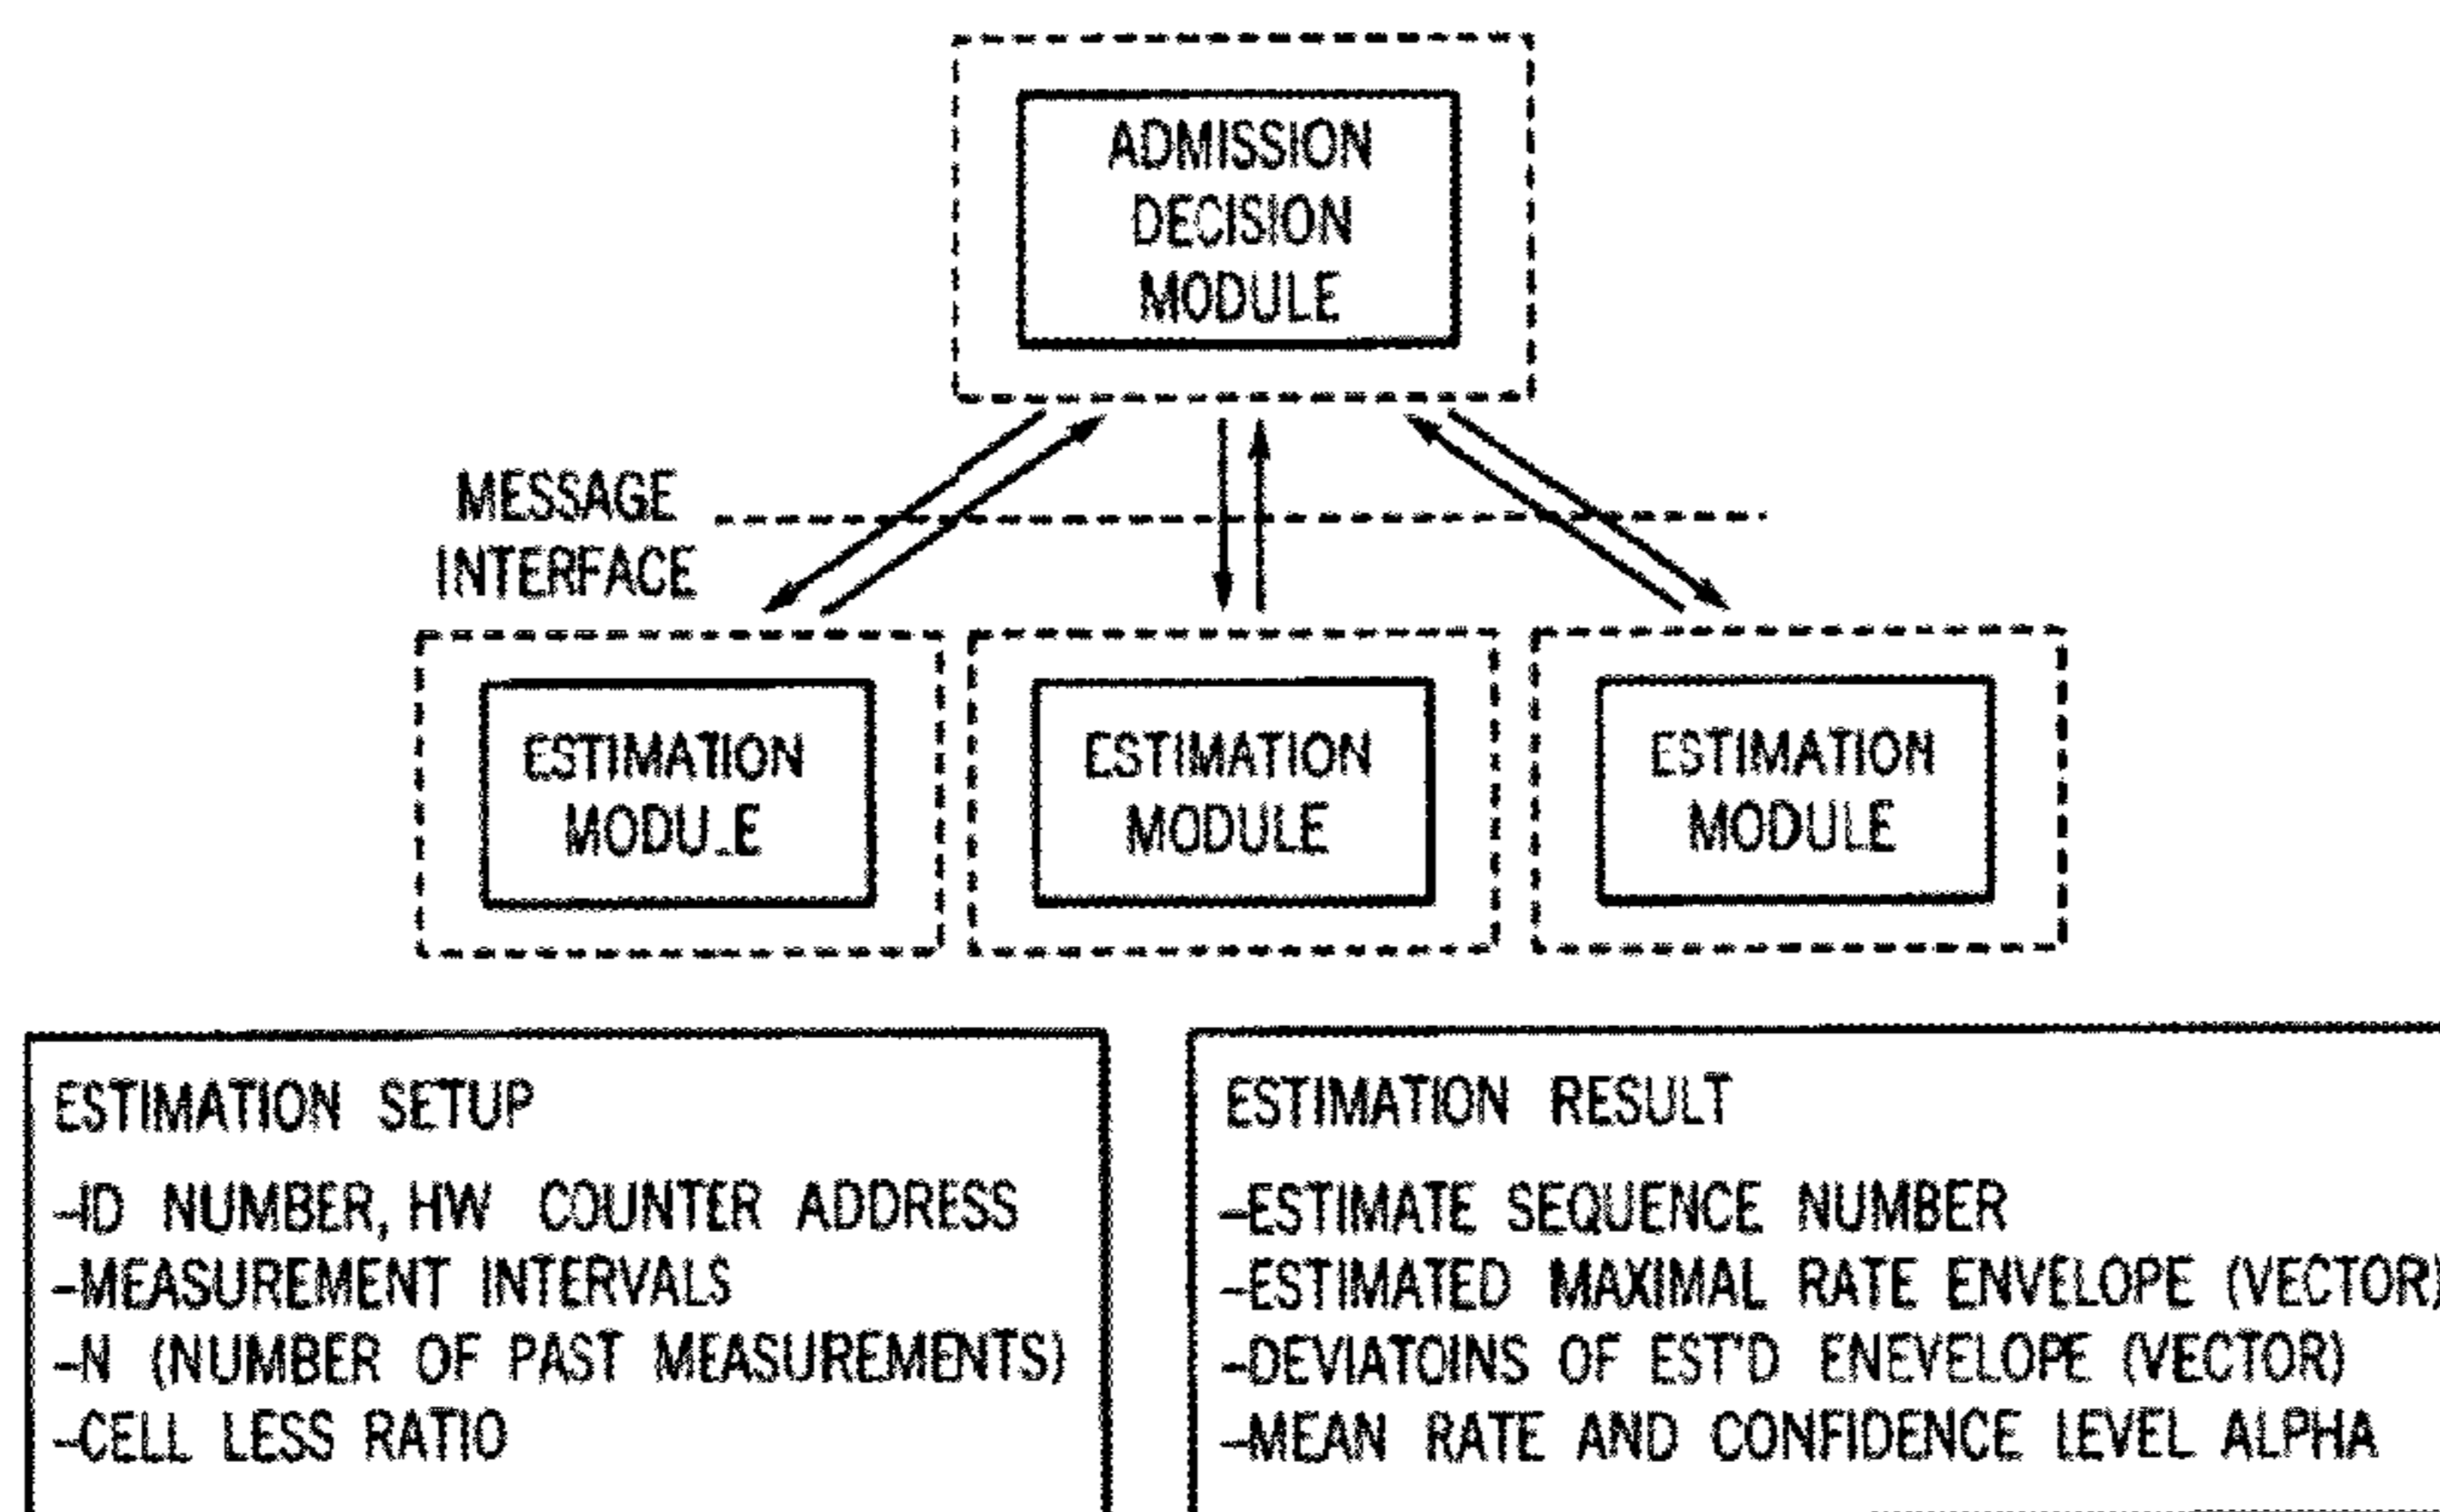 ADMISSION
DECISION
MODULE
MESSAGE
INTERFACE
ESTIMATION
MODULE
ESTIMATION
MODULE
ESTIMATION
MODULE
ESTIMATION SETUP
-ID NUMBER, HW COUNTER ADDRESS
-MEASUREMENT INTERVALS
-N (NUMBER OF PAST MEASUREMENTS)
-CELL LESS RATIO
ESTIMATION RESULT
-ESTIMATE SEQUENCE NUMBER
-ESTIMATED MAXIMAL RATE ENVELOPE (VECTOR)
-DEVIATOINS OF EST'D ENEVELOPE (VECTOR)
-MEAN RATE AND CONFIDENCE LEVEL ALPHA